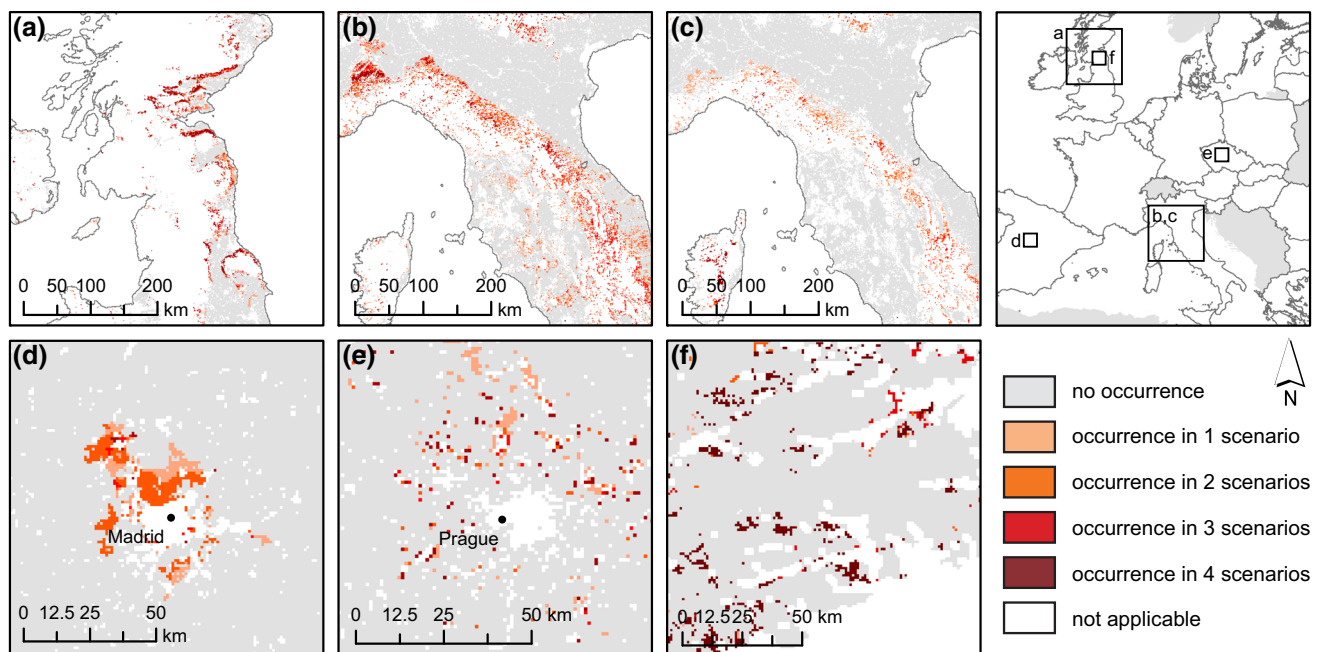 (a)
0 50 100 200
km
(b)
0 50 100 200
km
(c)
0 50 100 200
km
a
f
e
b,c
d
(d)
Madrid
0 12.5 25 50
km
(e)
Prague
0 12.5 25 50 km
(f)
0 12.525 50
km
N
no occurrence
occurrence in 1 scenario
occurrence in 2 scenarios
occurrence in 3 scenarios
occurrence in 4 scenarios
not applicable